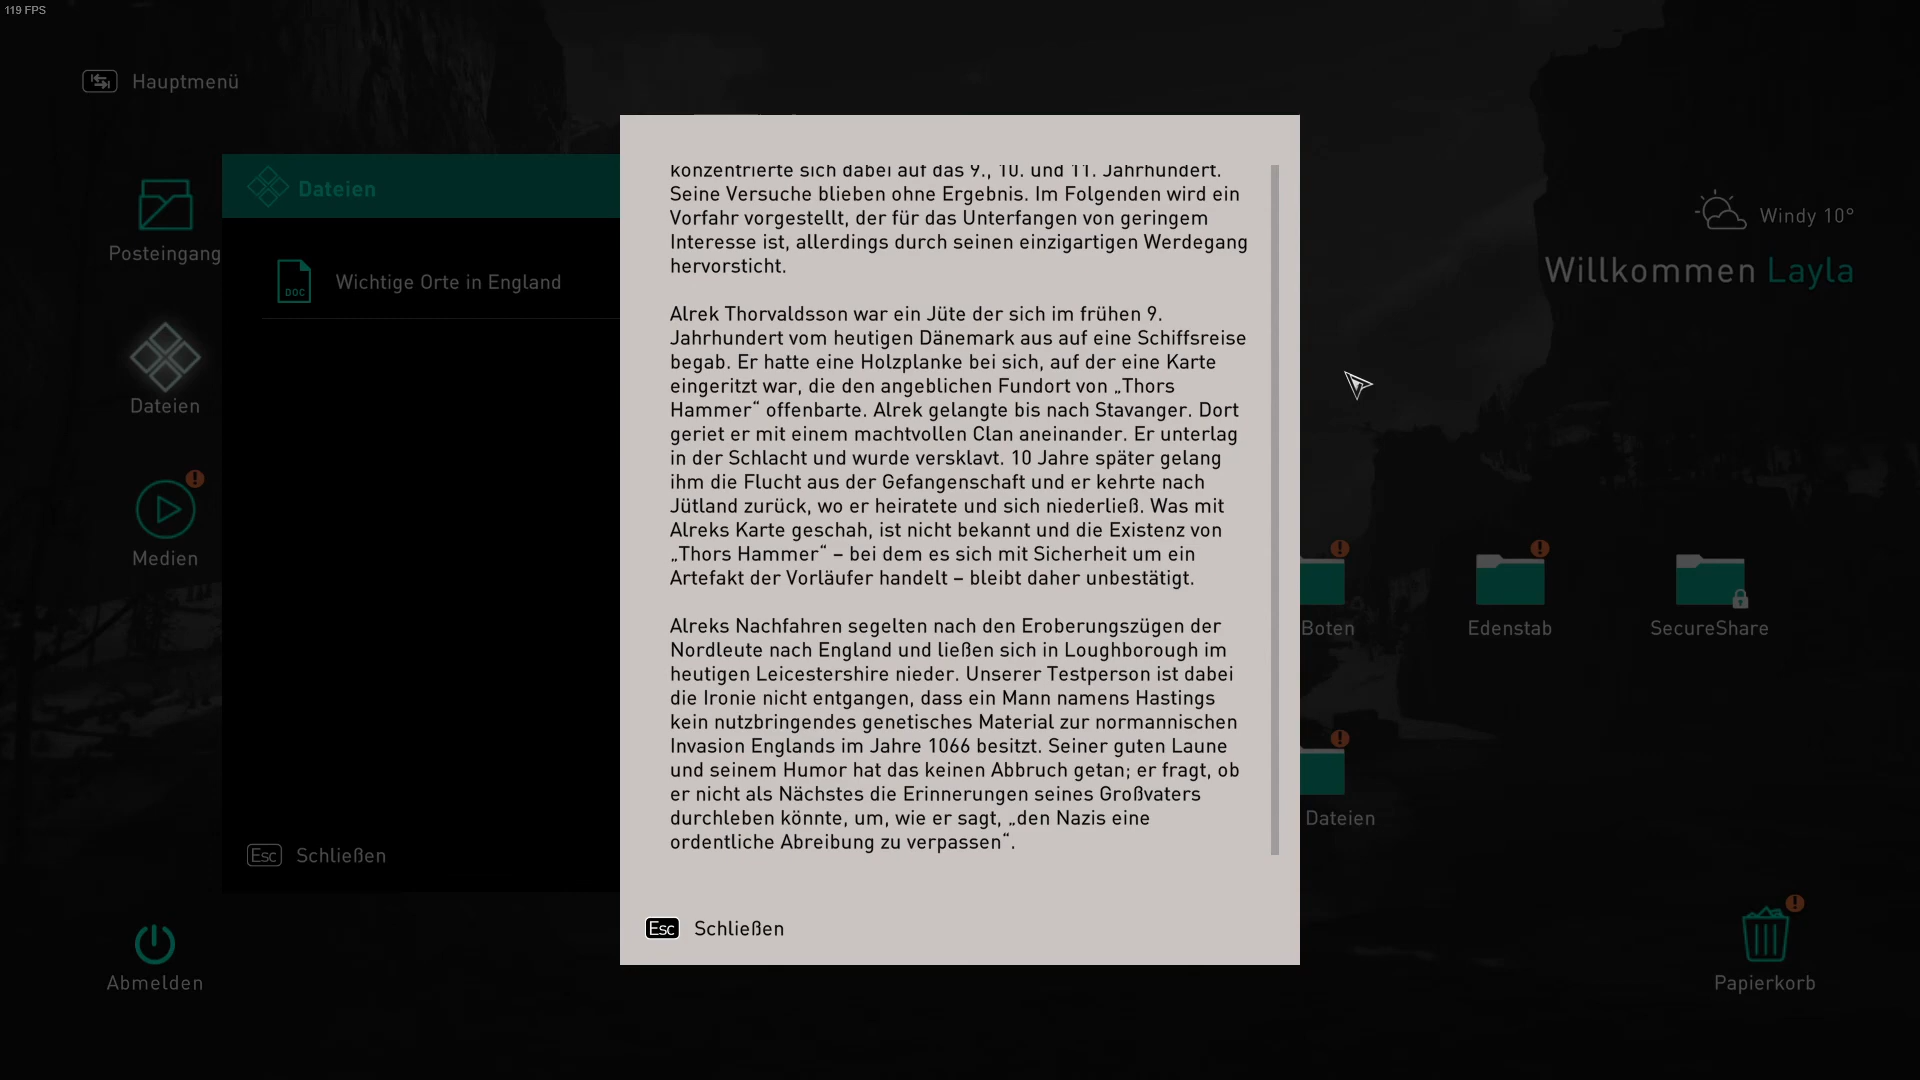 119 FPS
Hauptmenü
Dateien
Posteingang
DOC
Wichtige Orte in England
Dateien
Medien
Esc Schließen
Abmelden
konzentrierte sich dabei auf das 9., 10. und 11. Jahrhundert.
Seine Versuche blieben ohne Ergebnis. Im Folgenden wird ein
Vorfahr vorgestellt, der für das Unterfangen von geringem
Interesse ist, allerdings durch seinen einzigartigen Werdegang
hervorsticht.
Alrek Thorvaldsson war ein Jüte der sich im frühen 9.
Jahrhundert vom heutigen Dänemark aus auf eine Schiffsreise
begab. Er hatte eine Holzplanke bei sich, auf der eine Karte
eingeritzt war, die den angeblichen Fundort von „Thors
Hammer“ offenbarte. Alrek gelangte bis nach Stavanger. Dort
geriet er mit einem machtvollen Clan aneinander. Er unterlag
in der Schlacht und wurde versklavt. 10 Jahre später gelang
ihm die Flucht aus der Gefangenschaft und er kehrte nach
Jütland zurück, wo er heiratete und sich niederließ. Was mit
Alreks Karte geschah, ist nicht bekannt und die Existenz von
„Thors Hammer“ – bei dem es sich mit Sicherheit um ein
Artefakt der Vorläufer handelt – bleibt daher unbestätigt.
Alreks Nachfahren segelten nach den Eroberungszügen der
Nordleute nach England und ließen sich in Loughborough im
heutigen Leicestershire nieder. Unserer Testperson ist dabei
die Ironie nicht entgangen, dass ein Mann namens Hastings
kein nutzbringendes genetisches Material zur normannischen
Invasion Englands im Jahre 1066 besitzt. Seiner guten Laune
und seinem Humor hat das keinen Abbruch getan; er fragt, ob
er nicht als Nächstes die Erinnerungen seines Großvaters
durchleben könnte, um, wie er sagt, „den Nazis eine
ordentliche Abreibung zu verpassen“.
Esc Schließen
Windy 10°
Willkommen Layla
Boten
Edenstab
SecureShare
Dateien
Papierkorb